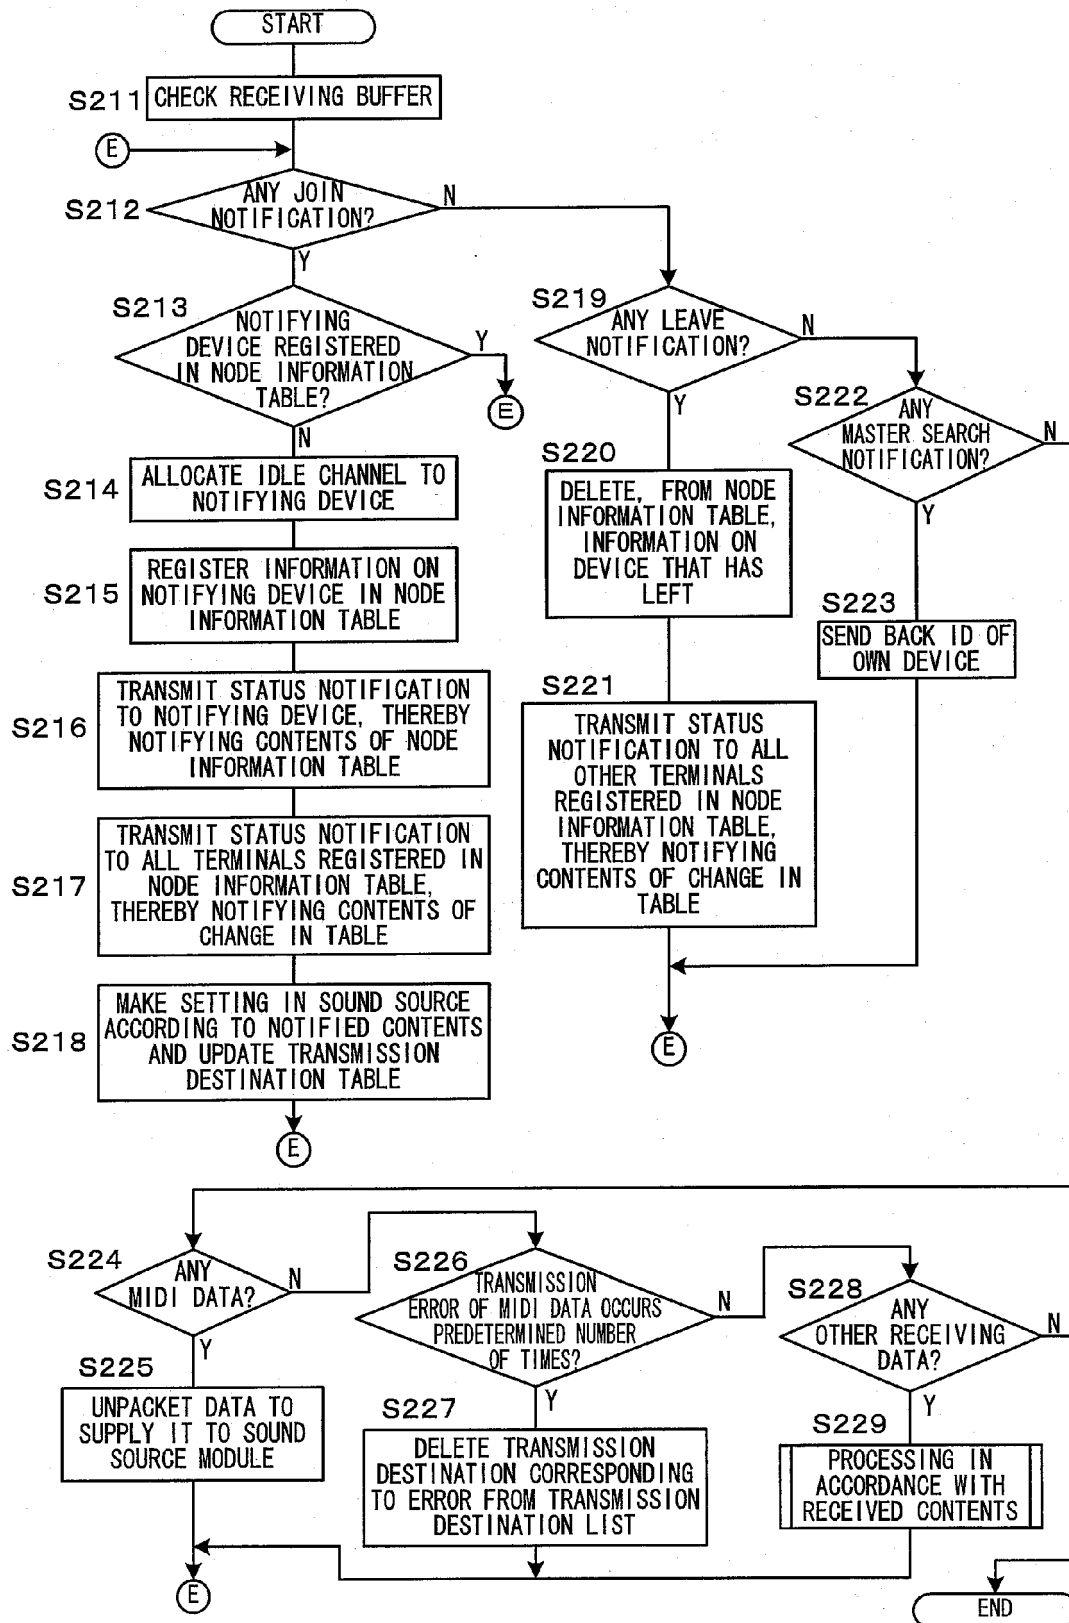 START
S211
CHECK RECEIVING BUFFER
E
S212
ANY JOIN
NOTIFICATION?
N
Y
S213
NOTIFYING
DEVICE REGISTERED
IN NODE INFORMATION
TABLE?
Y
E
N
S214
ALLOCATE IDLE CHANNEL TO
NOTIFYING DEVICE
S215
REGISTER INFORMATION ON
NOTIFYING DEVICE IN NODE
INFORMATION TABLE
S216
TRANSMIT STATUS NOTIFICATION
TO NOTIFYING DEVICE, THEREBY
NOTIFYING CONTENTS OF NODE
INFORMATION TABLE
S217
TRANSMIT STATUS NOTIFICATION
TO ALL TERMINALS REGISTERED IN
NODE INFORMATION TABLE,
THEREBY NOTIFYING CONTENTS OF
CHANGE IN TABLE
S218
MAKE SETTING IN SOUND SOURCE
ACCORDING TO NOTIFIED CONTENTS
AND UPDATE TRANSMISSION
DESTINATION TABLE
E
S219
ANY LEAVE
NOTIFICATION?
N
Y
S220
DELETE, FROM NODE
INFORMATION TABLE,
INFORMATION ON
DEVICE THAT HAS
LEFT
S221
TRANSMIT STATUS
NOTIFICATION TO ALL
OTHER TERMINALS
REGISTERED IN NODE
INFORMATION TABLE,
THEREBY NOTIFYING
CONTENTS OF CHANGE IN
TABLE
E
S222
ANY
MASTER SEARCH
NOTIFICATION?
N
Y
S223
SEND BACK ID OF
OWN DEVICE
S224
ANY
MIDI DATA?
N
Y
S225
UNPACKET DATA TO
SUPPLY IT TO SOUND
SOURCE MODULE
E
S226
TRANSMISSION
ERROR OF MIDI DATA OCCURS
PREDETERMINED NUMBER
OF TIMES?
N
Y
S227
DELETE TRANSMISSION
DESTINATION CORRESPONDING
TO ERROR FROM TRANSMISSION
DESTINATION LIST
S228
ANY
OTHER RECEIVING
DATA?
N
Y
S229
PROCESSING IN
ACCORDANCE WITH
RECEIVED CONTENTS
END